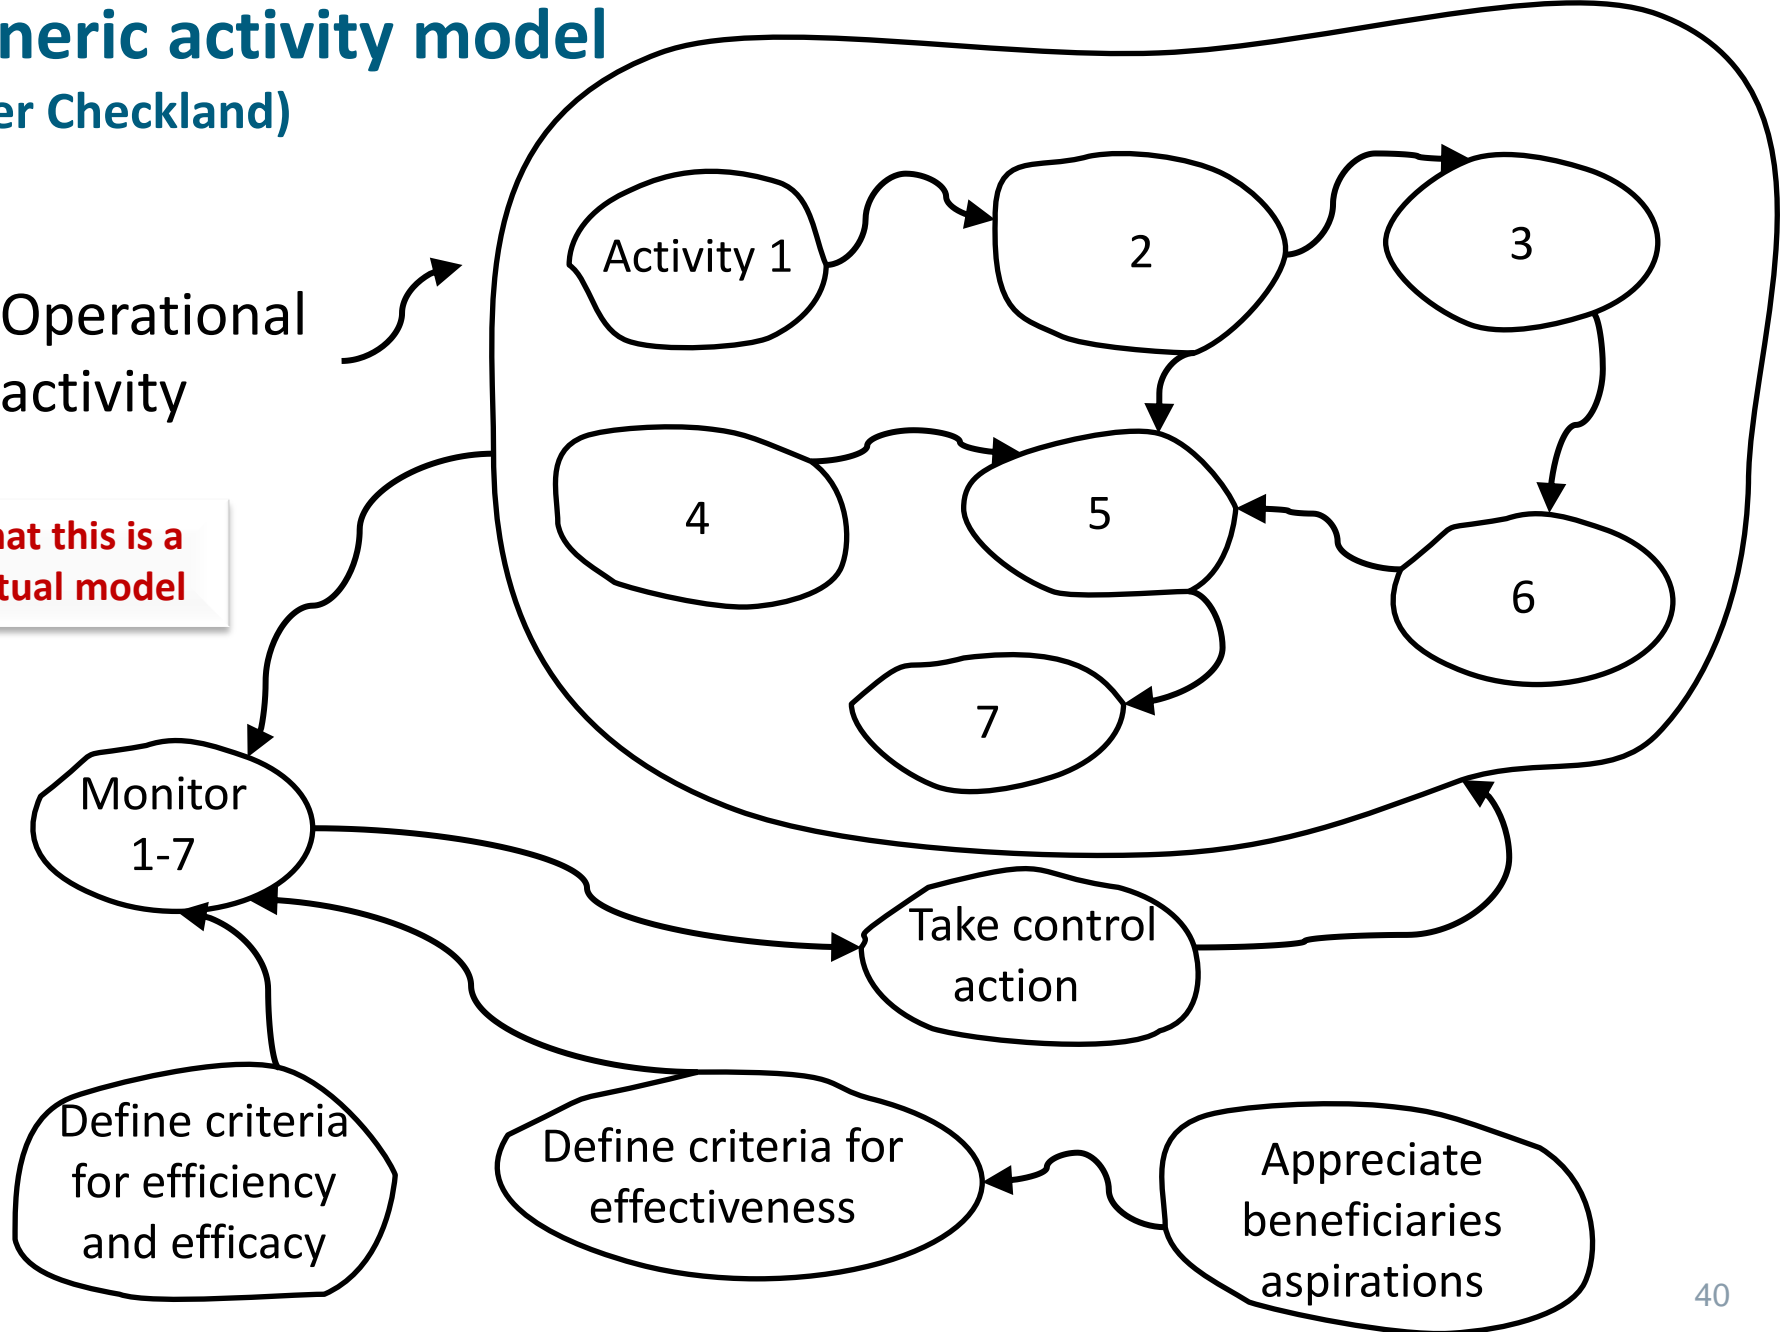 neric activity model
er Checkland)
Operational
activity
hat this is a
tual model
Activity 1
2
3
4
5
6
7
Monitor
1-7
Take control
action
Define criteria
for efficiency
and efficacy
Define criteria for
effectiveness
Appreciate
beneficiaries
aspirations
40